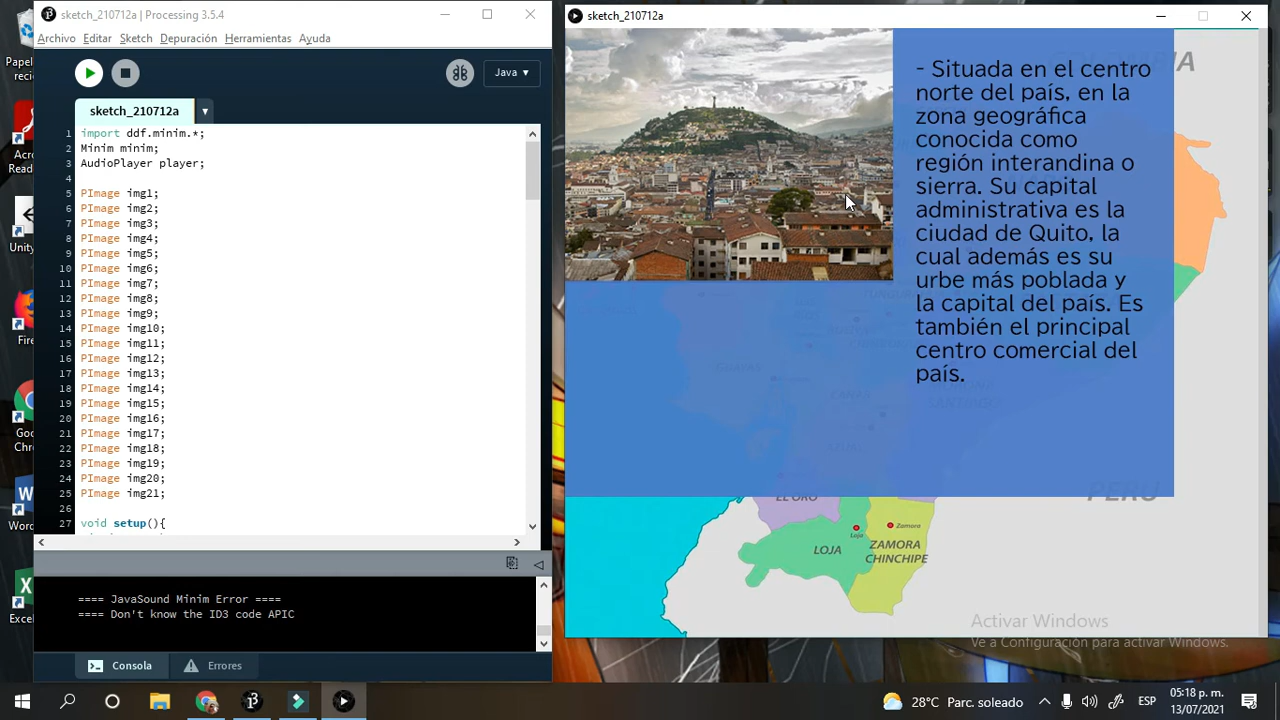 sketch_210712a | Processing 3.5.4
Archivo Editar Sketch Depuración Herramientas Ayuda
Java ▾
sketch_210712a
1 import ddf.minim.*;
2 Minim minim;
3 AudioPlayer player;
4
5 PImage img1;
6 PImage img2;
7 PImage img3;
8 PImage img4;
9 PImage img5;
10 PImage img6;
11 PImage img7;
12 PImage img8;
13 PImage img9;
14 PImage img10;
15 PImage img11;
16 PImage img12;
17 PImage img13;
18 PImage img14;
19 PImage img15;
20 PImage img16;
21 PImage img17;
22 PImage img18;
23 PImage img19;
24 PImage img20;
25 PImage img21;
26
27 void setup(){
==== JavaSound Minim Error ====
==== Don't know the ID3 code APIC
Consola Errores
sketch_210712a
- Situada en el centro
norte del país, en la
zona geográfica
conocida como
región interandina o
sierra. Su capital
administrativa es la
ciudad de Quito, la
cual además es su
urbe más poblada y
la capital del país. Es
también el principal
centro comercial del
país.
PERU
EL ORO
LOJA
Loja
Zamora
ZAMORA
CHINCHIPE
Activar Windows
Ve a Configuración para activar Windows.
28°C Parc. soleado
ESP
05:18 p. m.
13/07/2021